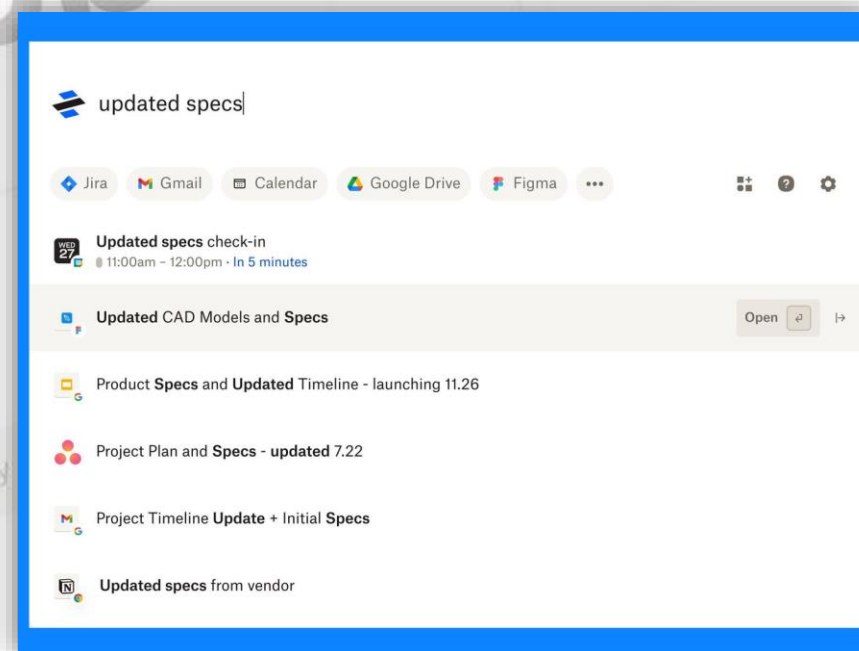 updated specs
Jira Gmail Calendar Google Drive Figma •••
WED
27
Updated specs check-in
11:00am – 12:00pm · In 5 minutes
Updated CAD Models and Specs
Open
Product Specs and Updated Timeline - launching 11.26
Project Plan and Specs - updated 7.22
Project Timeline Update + Initial Specs
Updated specs from vendor